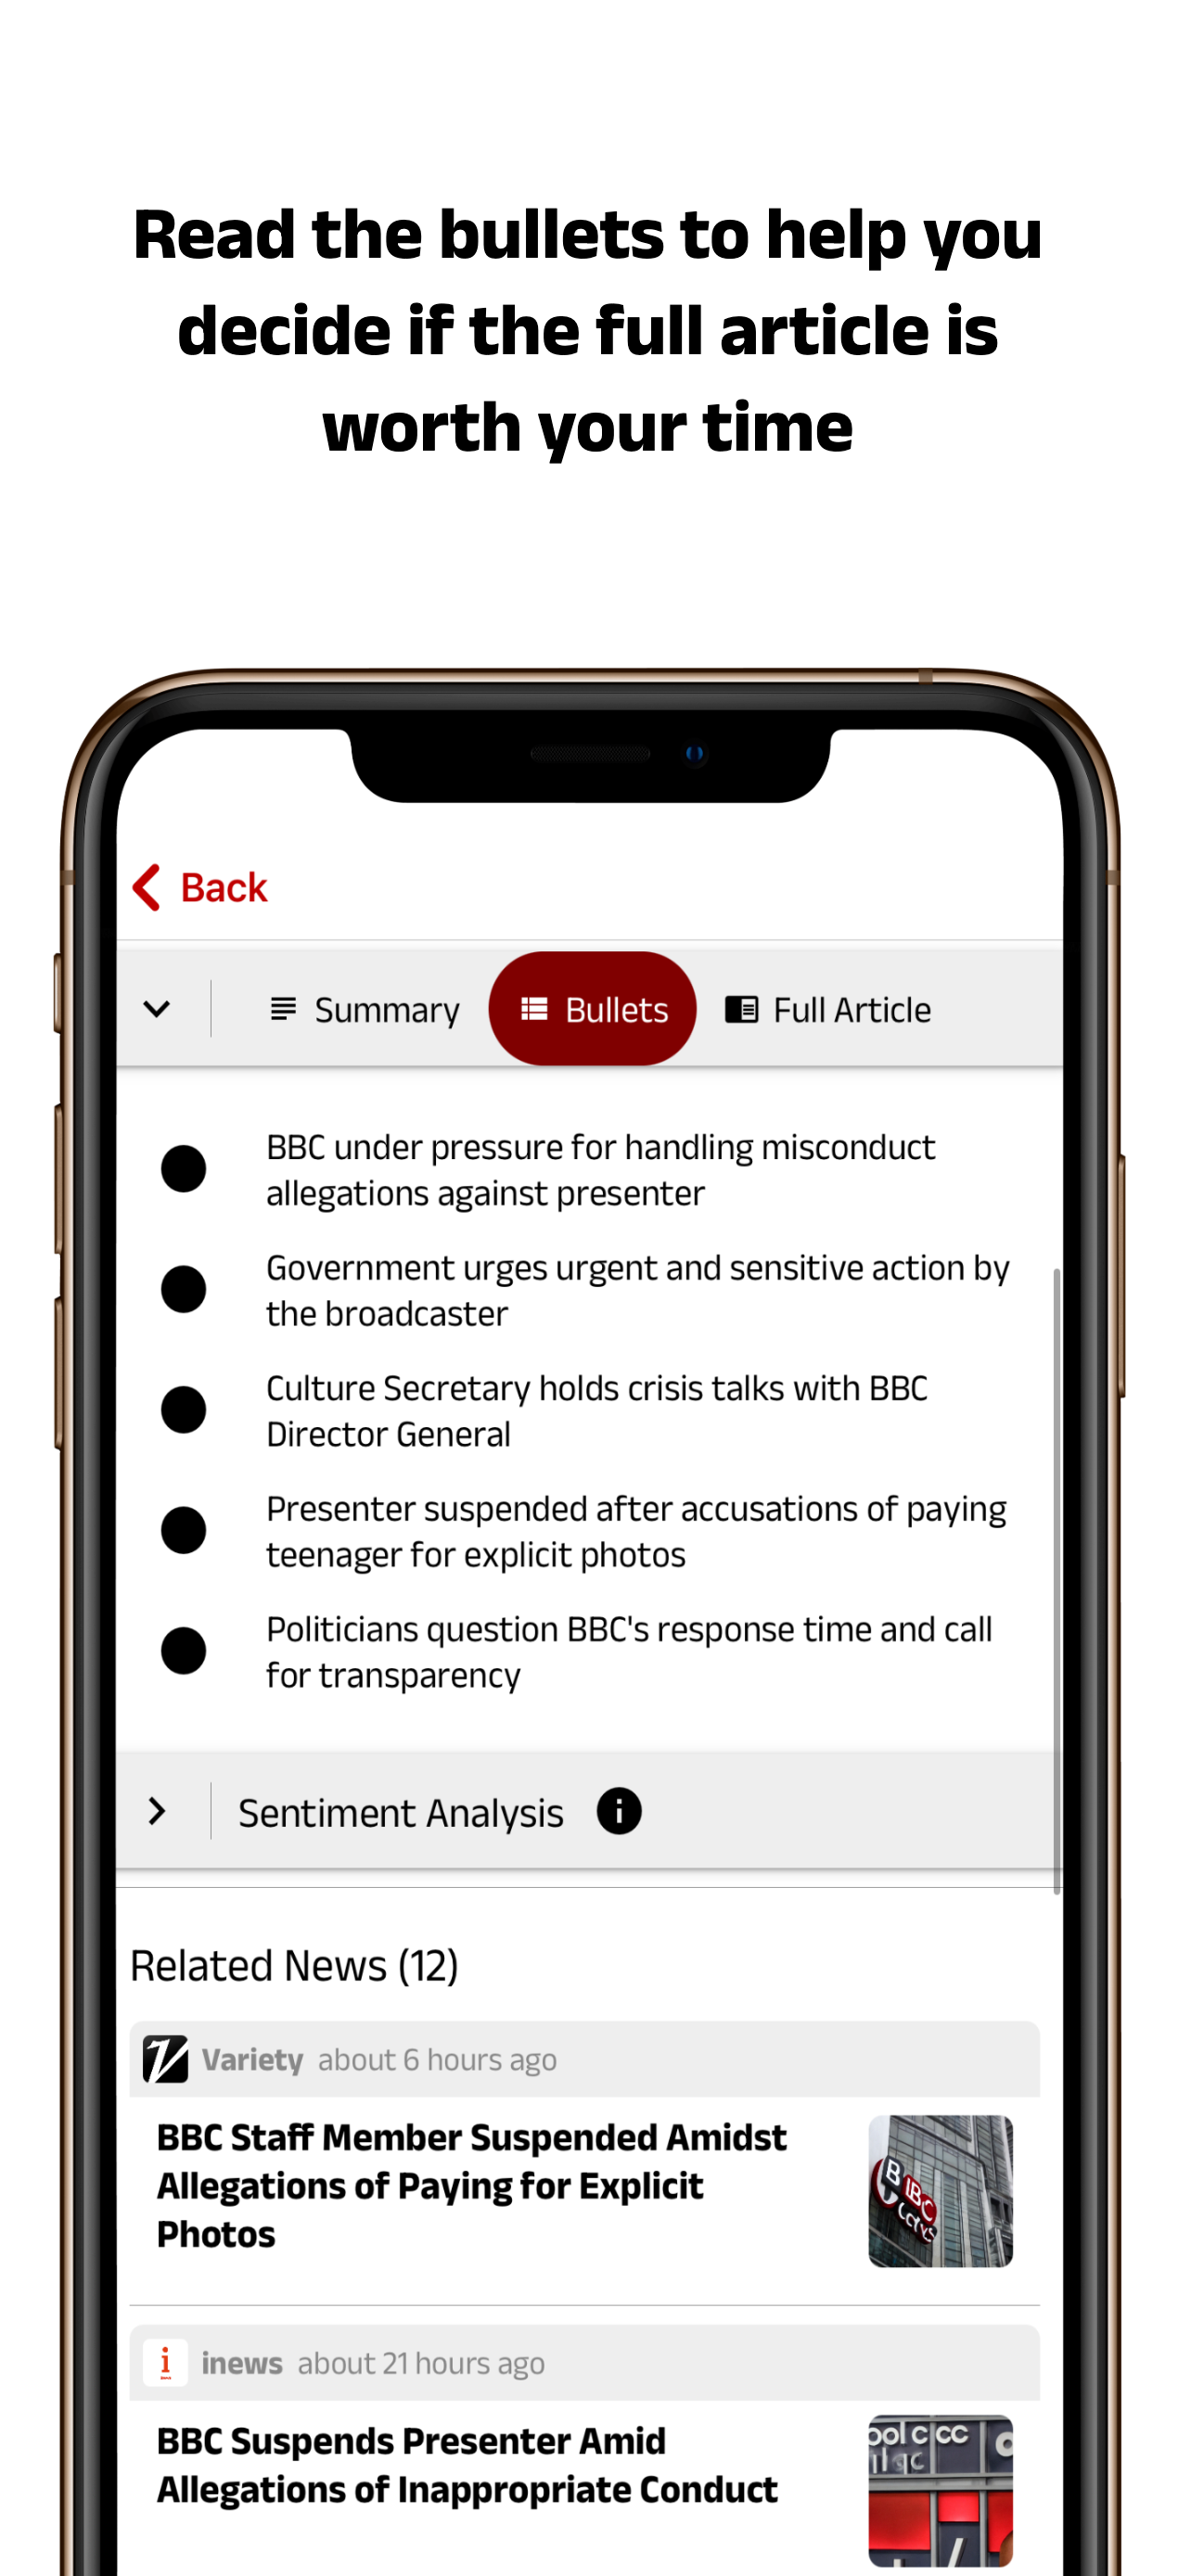 Read the bullets to help you
decide if the full article is
worth your time
Back
Summary
Bullets
Full Article
BBC under pressure for handling misconduct
allegations against presenter
Government urges urgent and sensitive action by
the broadcaster
Culture Secretary holds crisis talks with BBC
Director General
Presenter suspended after accusations of paying
teenager for explicit photos
Politicians question BBC's response time and call
for transparency
Sentiment Analysis
Related News (12)
Variety about 6 hours ago
BBC Staff Member Suspended Amidst
Allegations of Paying for Explicit
Photos
inews about 21 hours ago
BBC Suspends Presenter Amid
Allegations of Inappropriate Conduct